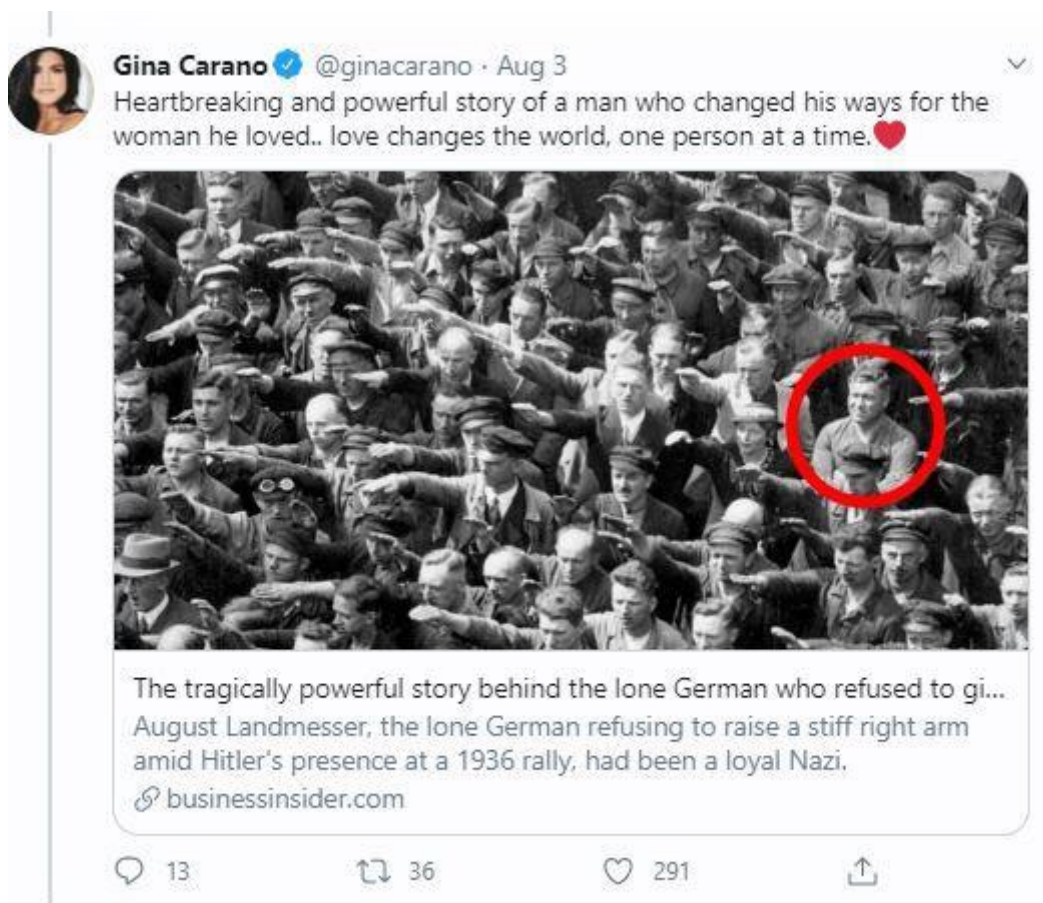 Gina Carano @ginacarano · Aug 3
Heartbreaking and powerful story of a man who changed his ways for the
woman he loved.. love changes the world, one person at a time.❤️
The tragically powerful story behind the lone German who refused to gi...
August Landmesser, the lone German refusing to raise a stiff right arm
amid Hitler's presence at a 1936 rally, had been a loyal Nazi.
businessinsider.com
13 36 291